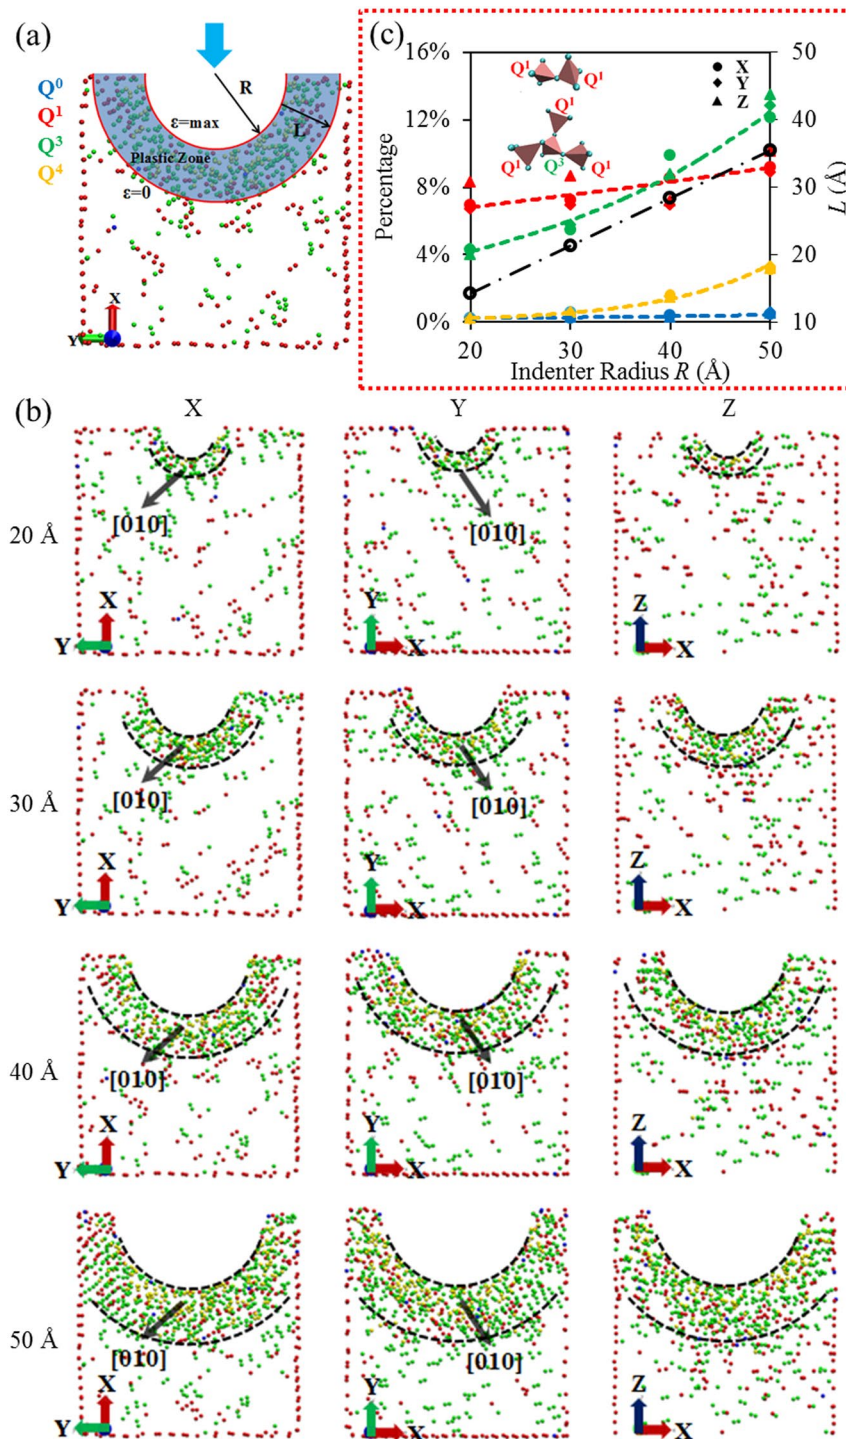 (a)
Q⁰
Q¹
Q³
Q⁴
R
ε=max
L
Plastic Zone
ε=0
X
Y
(c)
16%
12%
8%
4%
0%
Percentage
50
40
30
20
10
L (Å)
Q¹
Q¹
Q¹
Q¹
Q³
Q¹
X
Y
Z
20
30
40
50
Indenter Radius R (Å)
(b)
X
Y
Z
20 Å
[010]
X
Y
[010]
Y
X
Z
X
30 Å
[010]
X
Y
[010]
Y
X
Z
X
40 Å
[010]
X
Y
[010]
Y
X
Z
X
50 Å
[010]
X
Y
[010]
Y
X
Z
X